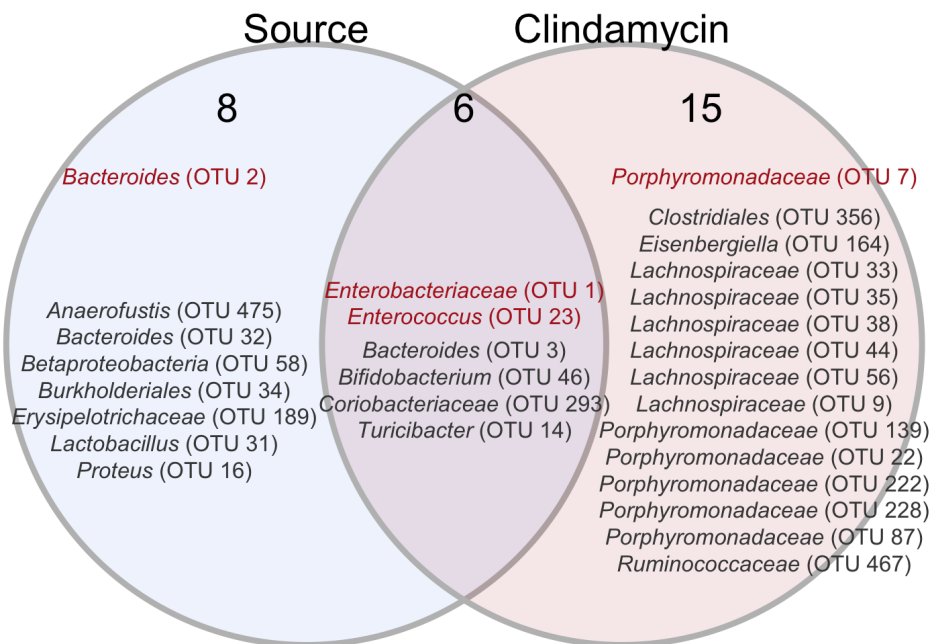 Source
Clindamycin
8
6
15
Bacteroides (OTU 2)
Anaerofustis (OTU 475)
Bacteroides (OTU 32)
Betaproteobacteria (OTU 58)
Burkholderiales (OTU 34)
Erysipelotrichaceae (OTU 189)
Lactobacillus (OTU 31)
Proteus (OTU 16)
Enterobacteriaceae (OTU 1)
Enterococcus (OTU 23)
Bacteroides (OTU 3)
Bifidobacterium (OTU 46)
Coriobacteriaceae (OTU 293)
Turicibacter (OTU 14)
Porphyromonadaceae (OTU 7)
Clostridiales (OTU 356)
Eisenbergiella (OTU 164)
Lachnospiraceae (OTU 33)
Lachnospiraceae (OTU 35)
Lachnospiraceae (OTU 38)
Lachnospiraceae (OTU 44)
Lachnospiraceae (OTU 56)
Lachnospiraceae (OTU 9)
Porphyromonadaceae (OTU 139)
Porphyromonadaceae (OTU 22)
Porphyromonadaceae (OTU 222)
Porphyromonadaceae (OTU 228)
Porphyromonadaceae (OTU 87)
Ruminococcaceae (OTU 467)